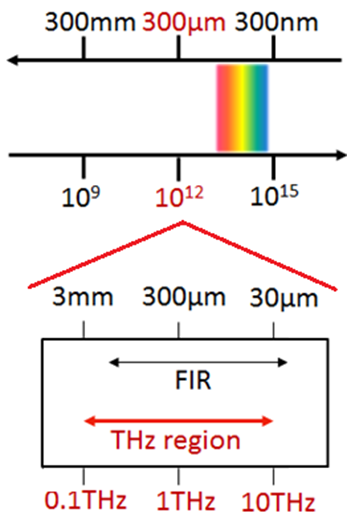 300mm 300µm 300nm
10⁹ 10¹² 10¹⁵
3mm 300µm 30µm
FIR
THz region
0.1THz 1THz 10THz